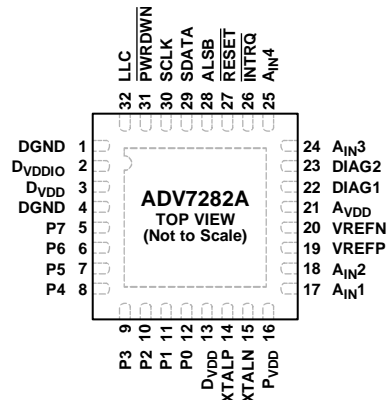 LLC
PWRDWN
SCLK
SDATA
ALSB
RESET
INTRQ
AIN4
32
31
30
29
28
27
26
25
DGND 1
DVDDIO 2
DVDD 3
DGND 4
P7 5
P6 6
P5 7
P4 8
ADV7282A
TOP VIEW
(Not to Scale)
24 AIN3
23 DIAG2
22 DIAG1
21 AVDD
20 VREFN
19 VREFP
18 AIN2
17 AIN1
9
10
11
12
13
14
15
16
P3
P2
P1
P0
DVDD
XTALP
XTALN
PVDD